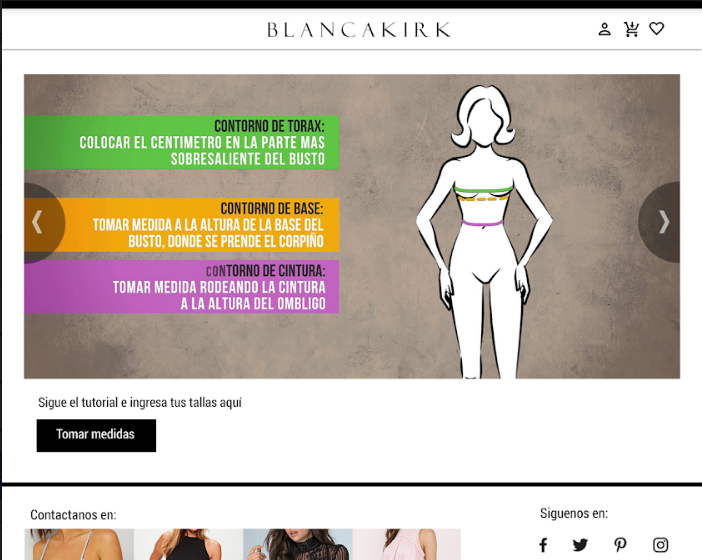 BLANCAKIRK
CONTORNO DE TORAX:
COLOCAR EL CENTIMETRO EN LA PARTE MAS
SOBRESALIENTE DEL BUSTO
CONTORNO DE BASE:
TOMAR MEDIDA A LA ALTURA DE LA BASE DEL
BUSTO, DONDE SE PRENDE EL CORPIÑO
CONTORNO DE CINTURA:
TOMAR MEDIDA RODEANDO LA CINTURA
A LA ALTURA DEL OMBLIGO
Sigue el tutorial e ingresa tus tallas aquí
Tomar medidas
Contactanos en:
Siguenos en: